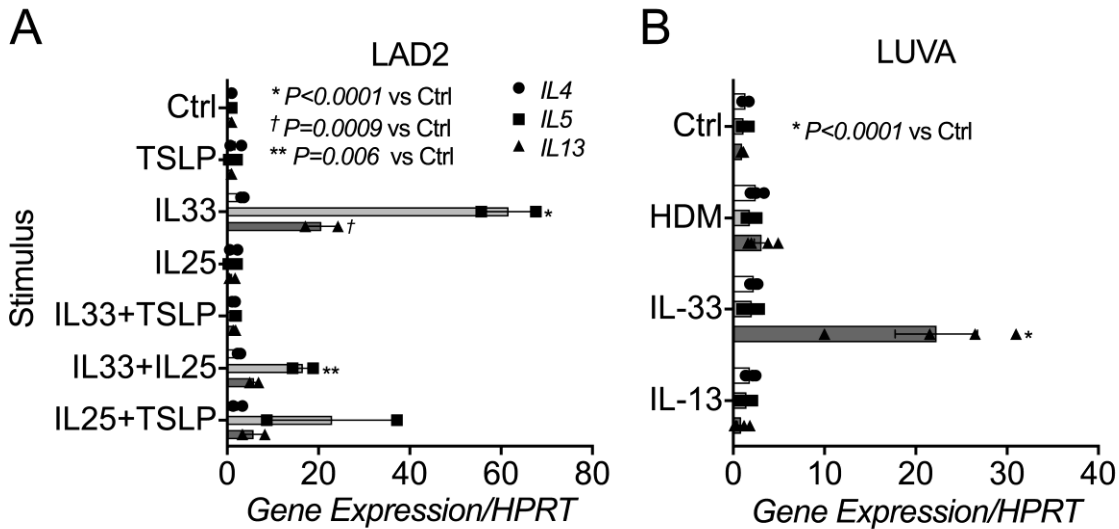 A
LAD2
Stimulus
Ctrl
TSLP
IL33
IL25
IL33+TSLP
IL33+IL25
IL25+TSLP
* P<0.0001 vs Ctrl
† P=0.0009 vs Ctrl
** P=0.006 vs Ctrl
IL4
IL5
IL13
*
†
**
0 20 40 60 80
Gene Expression/HPRT
B
LUVA
Ctrl
HDM
IL-33
IL-13
* P<0.0001 vs Ctrl
*
0 10 20 30 40
Gene Expression/HPRT